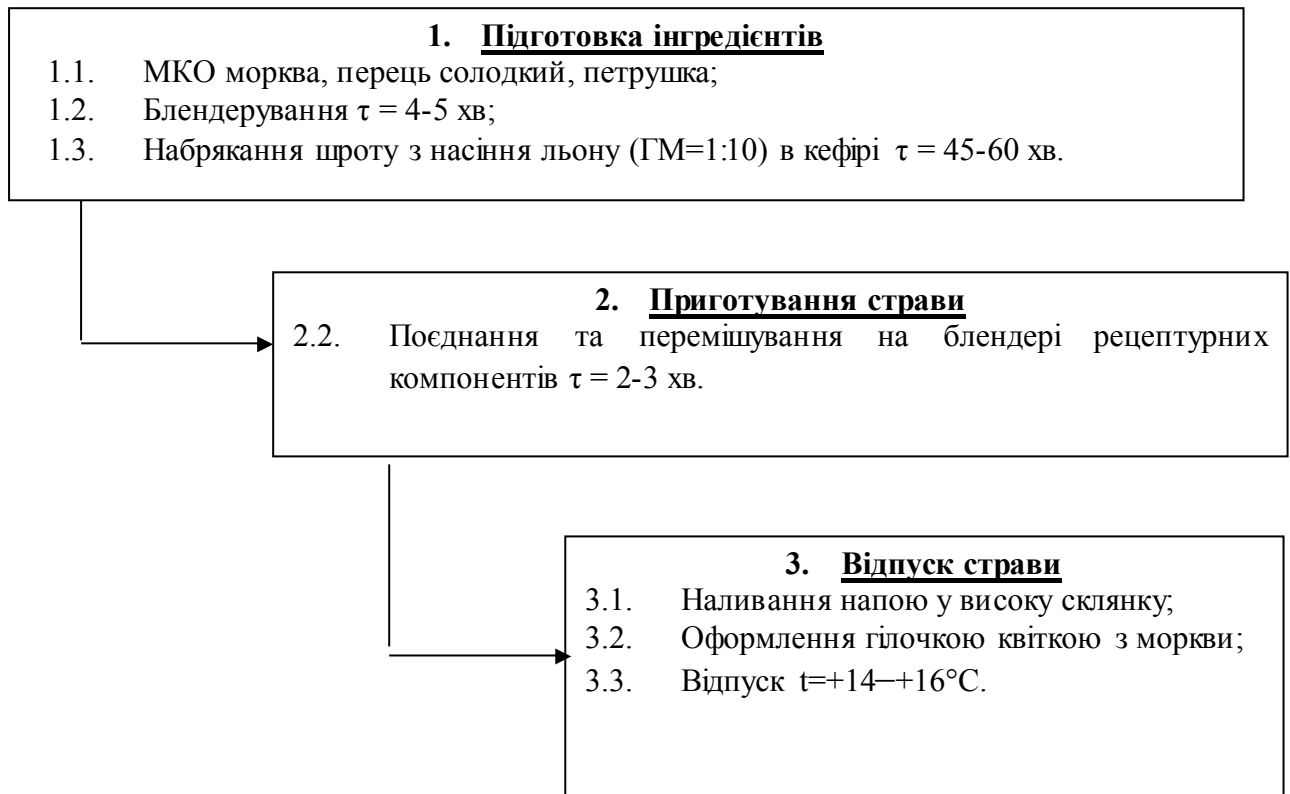 1. Підготовка інгредієнтів
1.1. МКО морква, перець солодкий, петрушка;
1.2. Блендерування τ = 4-5 хв;
1.3. Набрякання шроту з насіння льону (ГМ=1:10) в кефірі τ = 45-60 хв.
2. Приготування страви
2.2. Поєднання та перемішування на блендері рецептурних
компонентів τ = 2-3 хв.
3. Відпуск страви
3.1. Наливання напою у високу склянку;
3.2. Оформлення гілочкою квіткою з моркви;
3.3. Відпуск t=+14−+16°С.